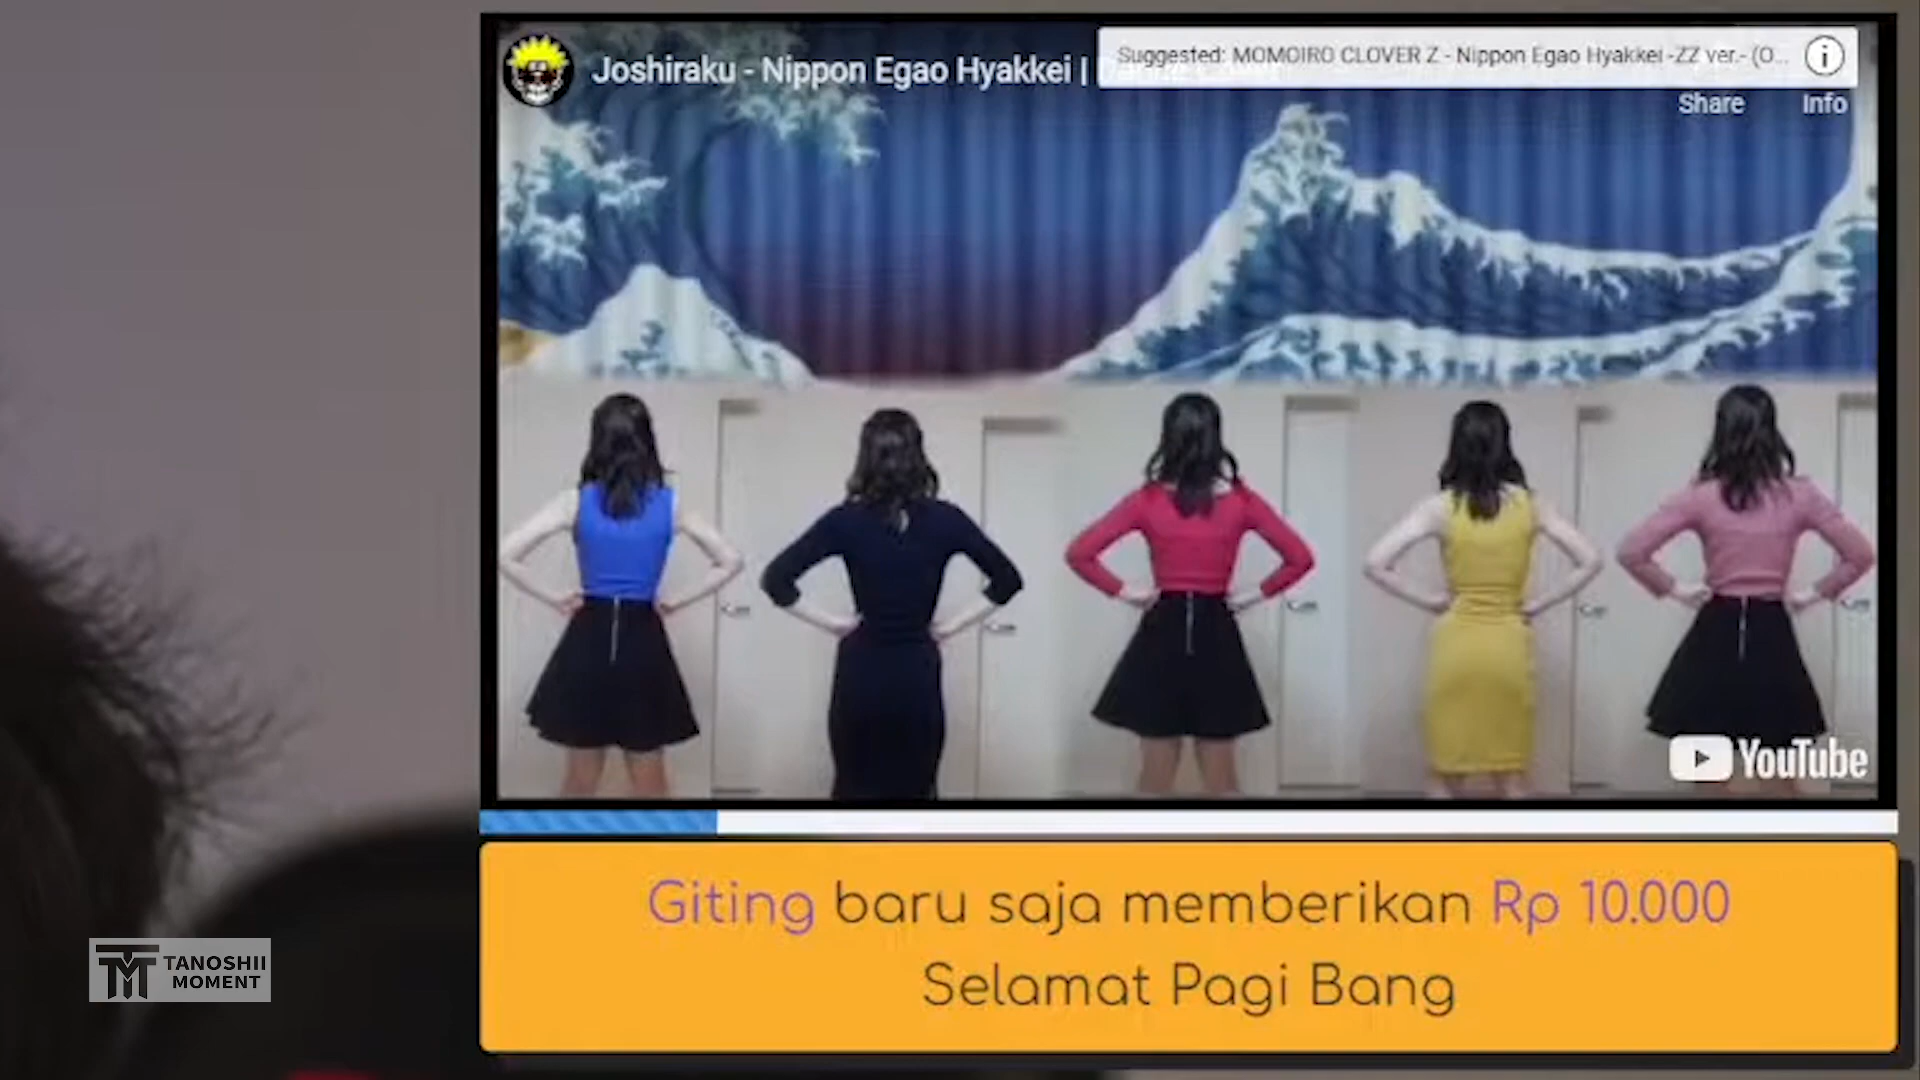 Joshiraku - Nippon Egao Hyakkei |
Suggested: MOMOIRO CLOVER Z - Nippon Egao Hyakkei -ZZ ver.- (O...
Share
Info
YouTube
Giting baru saja memberikan Rp 10.000
Selamat Pagi Bang
TM TANOSHII
MOMENT